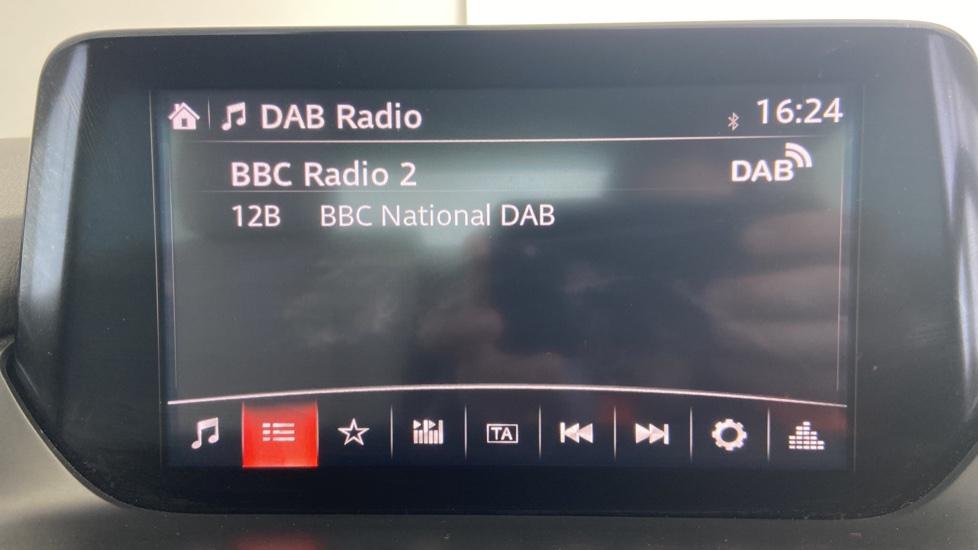 DAB Radio 16:24
BBC Radio 2 DAB
12B BBC National DAB
TA